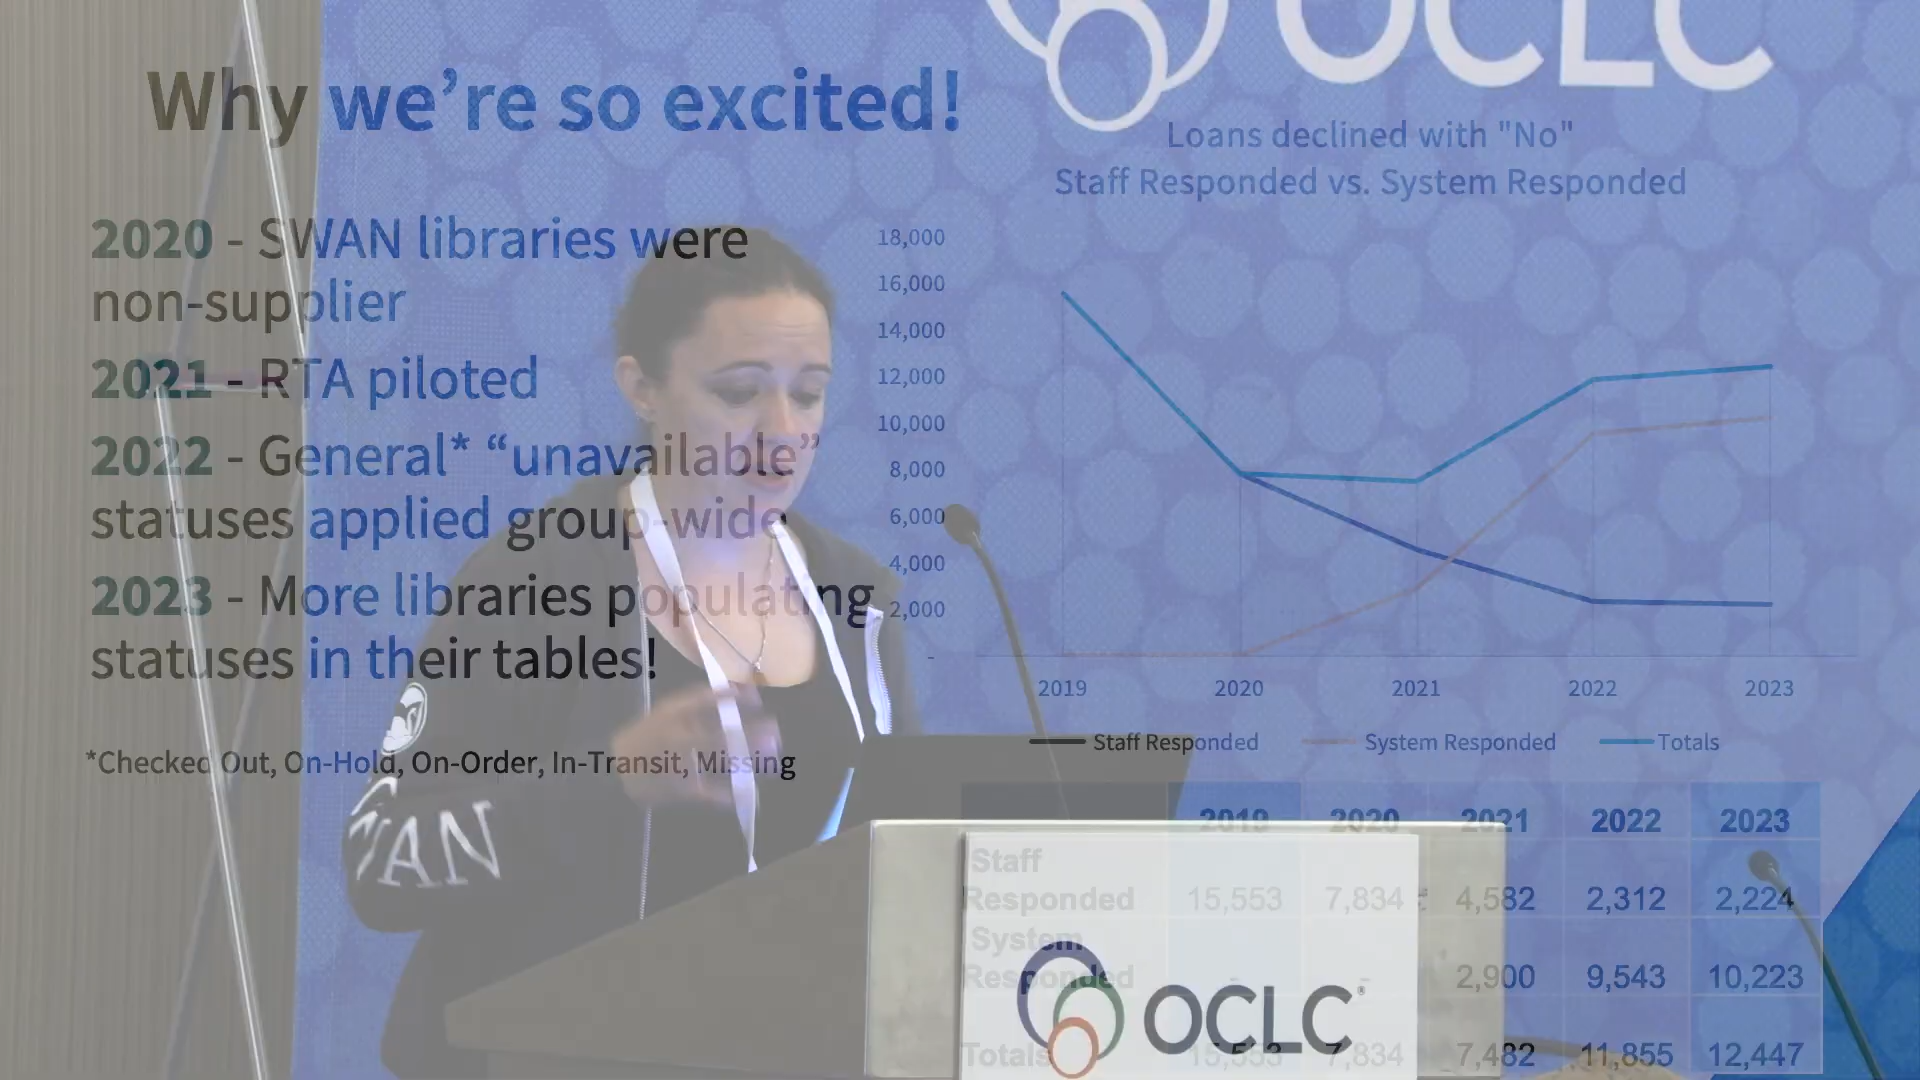 OCLC
Why we’re so excited!
2020 - SWAN libraries were
non-supplier
2021 - RTA piloted
2022 - General* “unavailable”
statuses applied group-wide
2023 - More libraries populating
statuses in their tables!
*Checked Out, On-Hold, On-Order, In-Transit, Missing
Loans declined with "No"
Staff Responded vs. System Responded
18,000
16,000
14,000
12,000
10,000
8,000
6,000
4,000
2,000
-
2019 2020 2021 2022 2023
Staff Responded System Responded Totals
2019 2020 2021 2022 2023
Staff
Responded 15,553 7,834 4,582 2,312 2,224
System
Responded - - 2,900 9,543 10,223
Totals 15,553 7,834 7,482 11,855 12,447
WAN
OCLC®